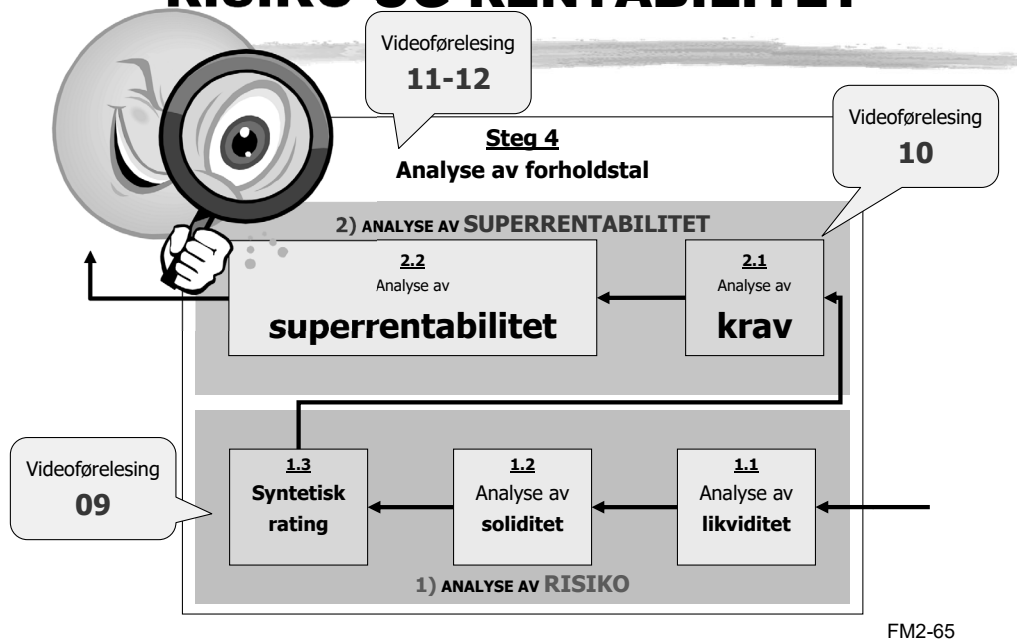 RISIKO OG RENTABILITET
Videoførelesing
11-12
Videoførelesing
10
Steg 4
Analyse av forholdstal
2) ANALYSE AV SUPERRENTABILITET
2.2
Analyse av
superrentabilitet
2.1
Analyse av
krav
Videoførelesing
09
1.3
Syntetisk
rating
1.2
Analyse av
soliditet
1.1
Analyse av
likviditet
1) ANALYSE AV RISIKO
FM2-65